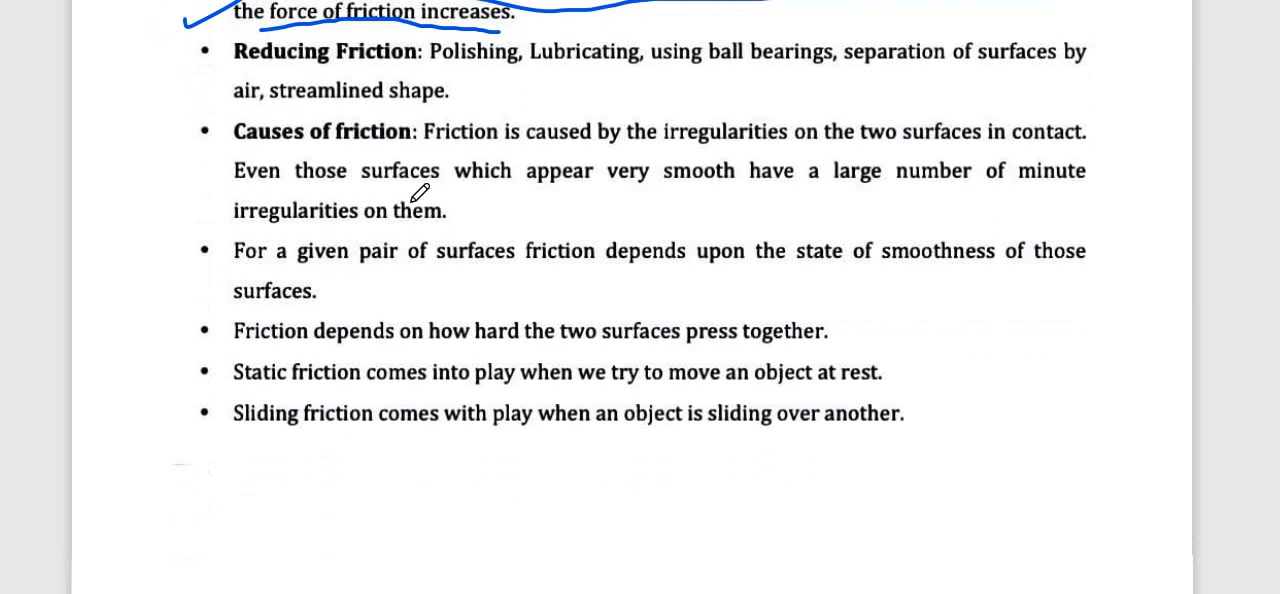 the force of friction increases.
• Reducing Friction: Polishing, Lubricating, using ball bearings, separation of surfaces by
air, streamlined shape.
• Causes of friction: Friction is caused by the irregularities on the two surfaces in contact.
Even those surfaces which appear very smooth have a large number of minute
irregularities on them.
• For a given pair of surfaces friction depends upon the state of smoothness of those
surfaces.
• Friction depends on how hard the two surfaces press together.
• Static friction comes into play when we try to move an object at rest.
• Sliding friction comes with play when an object is sliding over another.